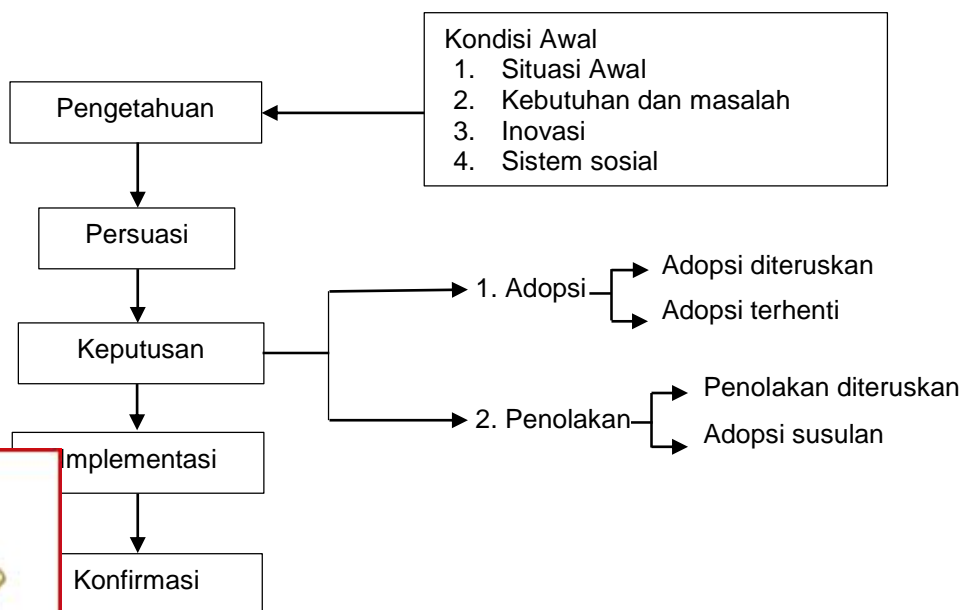 Kondisi Awal
1. Situasi Awal
2. Kebutuhan dan masalah
3. Inovasi
4. Sistem sosial
Pengetahuan
Persuasi
Keputusan
1. Adopsi
Adopsi diteruskan
Adopsi terhenti
2. Penolakan
Penolakan diteruskan
Adopsi susulan
Implementasi
Konfirmasi